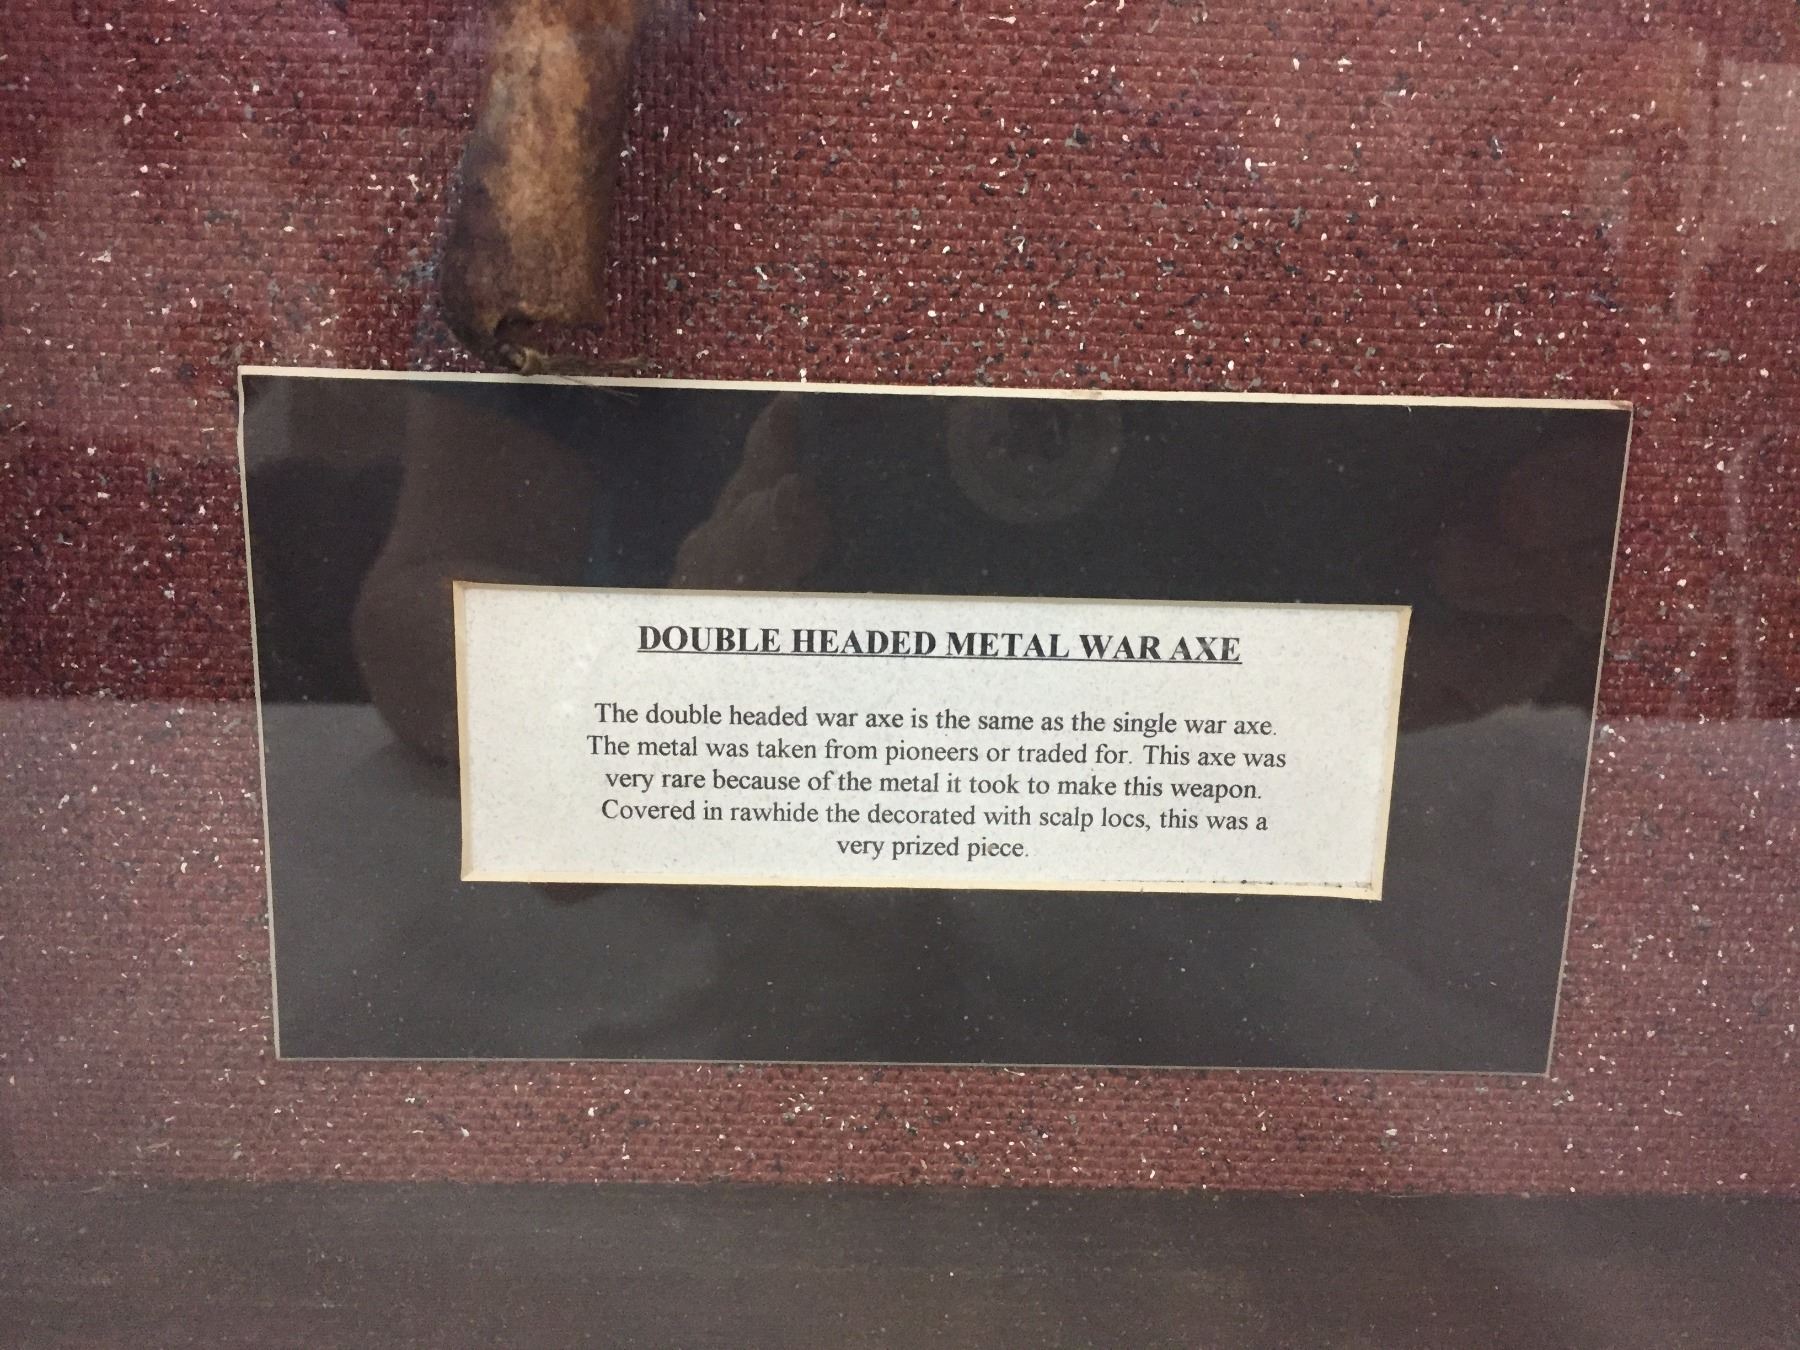 DOUBLE HEADED METAL WAR AXE
The double headed war axe is the same as the single war axe.
The metal was taken from pioneers or traded for. This axe was
very rare because of the metal it took to make this weapon.
Covered in rawhide the decorated with scalp locs, this was a
very prized piece.